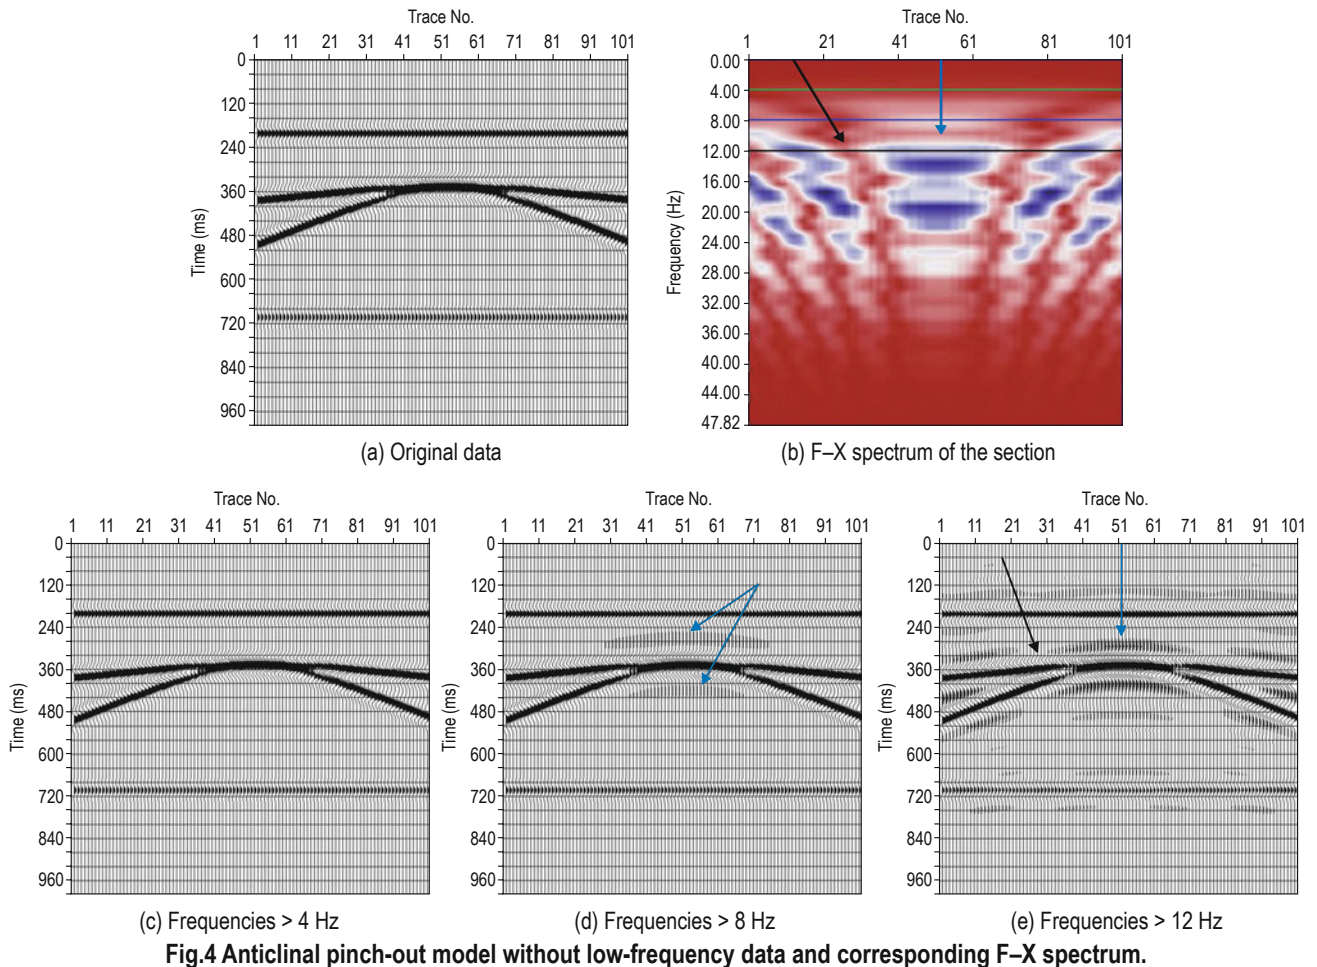 Trace No.
1 11 21 31 41 51 61 71 81 91 101
0
120
240
360
480
600
720
840
960
Time (ms)
(a) Original data
Trace No.
1 21 41 61 81 101
0.00
4.00
8.00
12.00
16.00
20.00
24.00
28.00
32.00
36.00
40.00
44.00
47.82
Frequency (Hz)
(b) F–X spectrum of the section
Trace No.
1 11 21 31 41 51 61 71 81 91 101
0
120
240
360
480
600
720
840
960
Time (ms)
(c) Frequencies > 4 Hz
Trace No.
1 11 21 31 41 51 61 71 81 91 101
0
120
240
360
480
600
720
840
960
Time (ms)
(d) Frequencies > 8 Hz
Trace No.
1 11 21 31 41 51 61 71 81 91 101
0
120
240
360
480
600
720
840
960
Time (ms)
(e) Frequencies > 12 Hz
Fig.4 Anticlinal pinch-out model without low-frequency data and corresponding F–X spectrum.